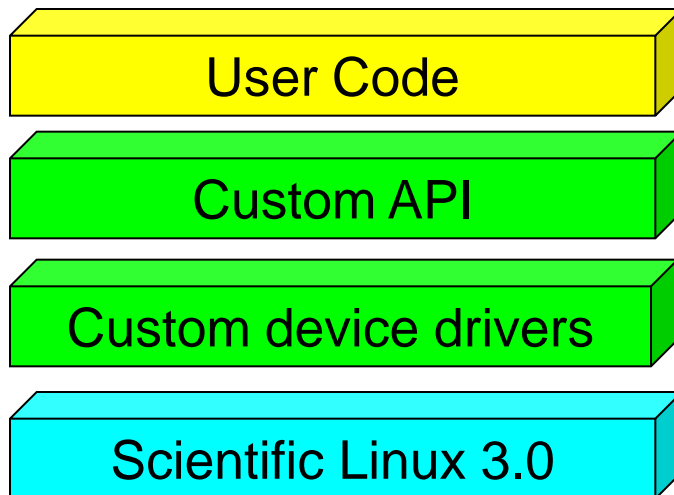 User Code
Custom API
Custom device drivers
Scientific Linux 3.0